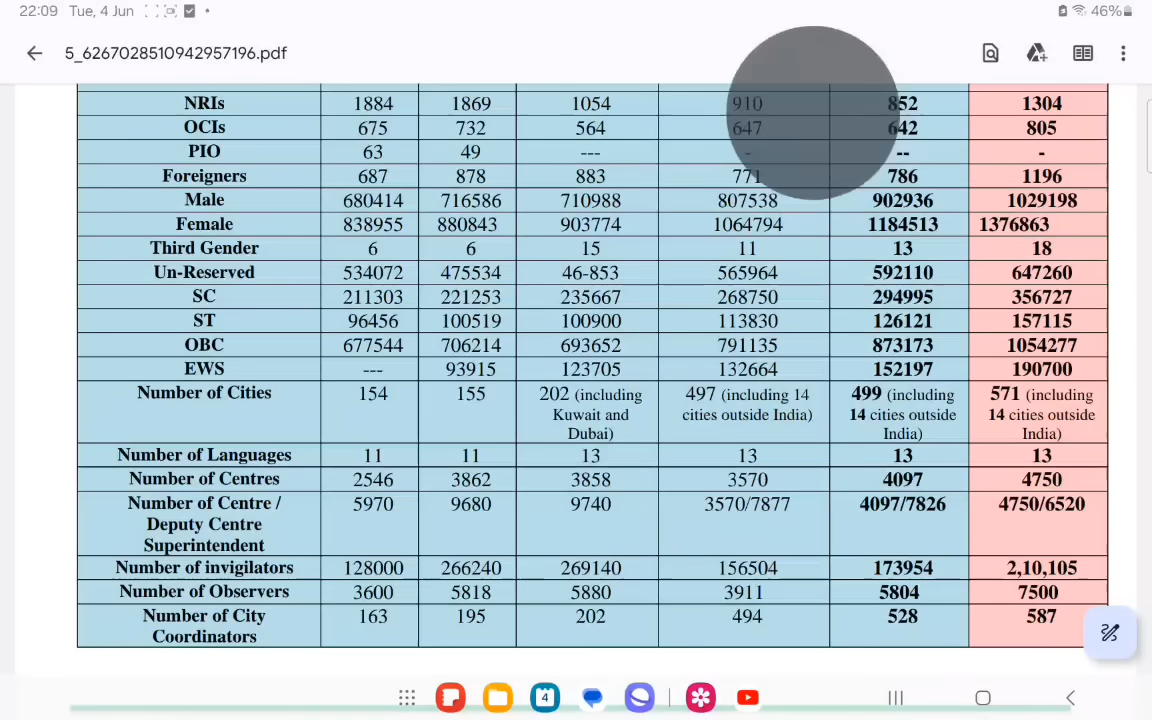 22:09 Tue, 4 Jun 46%
5_6267028510942957196.pdf
NRIs 1884 1869 1054 910 852 1304
OCIs 675 732 564 647 642 805
PIO 63 49 --- - -- -
Foreigners 687 878 883 771 786 1196
Male 680414 716586 710988 807538 902936 1029198
Female 838955 880843 903774 1064794 1184513 1376863
Third Gender 6 6 15 11 13 18
Un-Reserved 534072 475534 46-853 565964 592110 647260
SC 211303 221253 235667 268750 294995 356727
ST 96456 100519 100900 113830 126121 157115
OBC 677544 706214 693652 791135 873173 1054277
EWS --- 93915 123705 132664 152197 190700
Number of Cities 154 155 202 (including 497 (including 14 499 (including 571 (including
Kuwait and cities outside India) 14 cities outside 14 cities outside
Dubai) India) India)
Number of Languages 11 11 13 13 13 13
Number of Centres 2546 3862 3858 3570 4097 4750
Number of Centre / 5970 9680 9740 3570/7877 4097/7826 4750/6520
Deputy Centre
Superintendent
Number of invigilators 128000 266240 269140 156504 173954 2,10,105
Number of Observers 3600 5818 5880 3911 5804 7500
Number of City 163 195 202 494 528 587
Coordinators
4